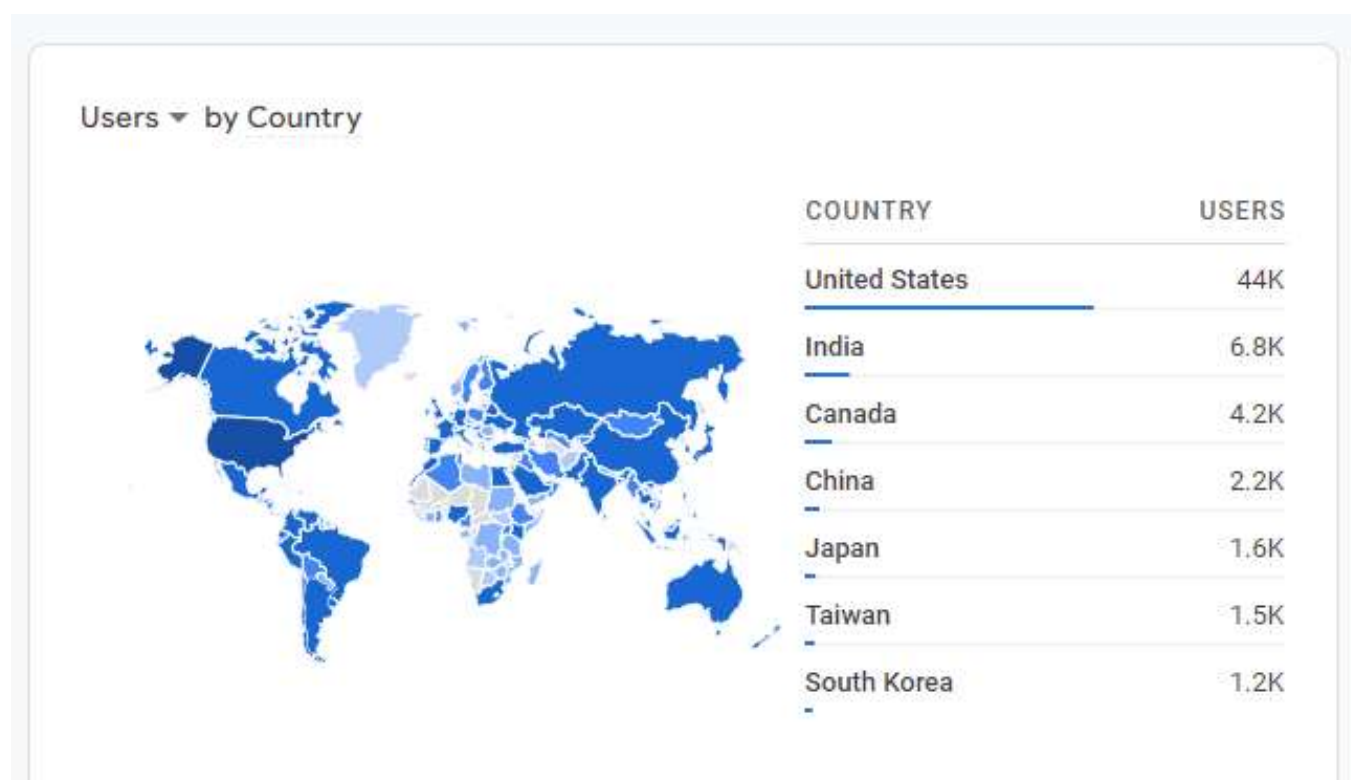 Users by Country
COUNTRY USERS
United States 44K
India 6.8K
Canada 4.2K
China 2.2K
Japan 1.6K
Taiwan 1.5K
South Korea 1.2K